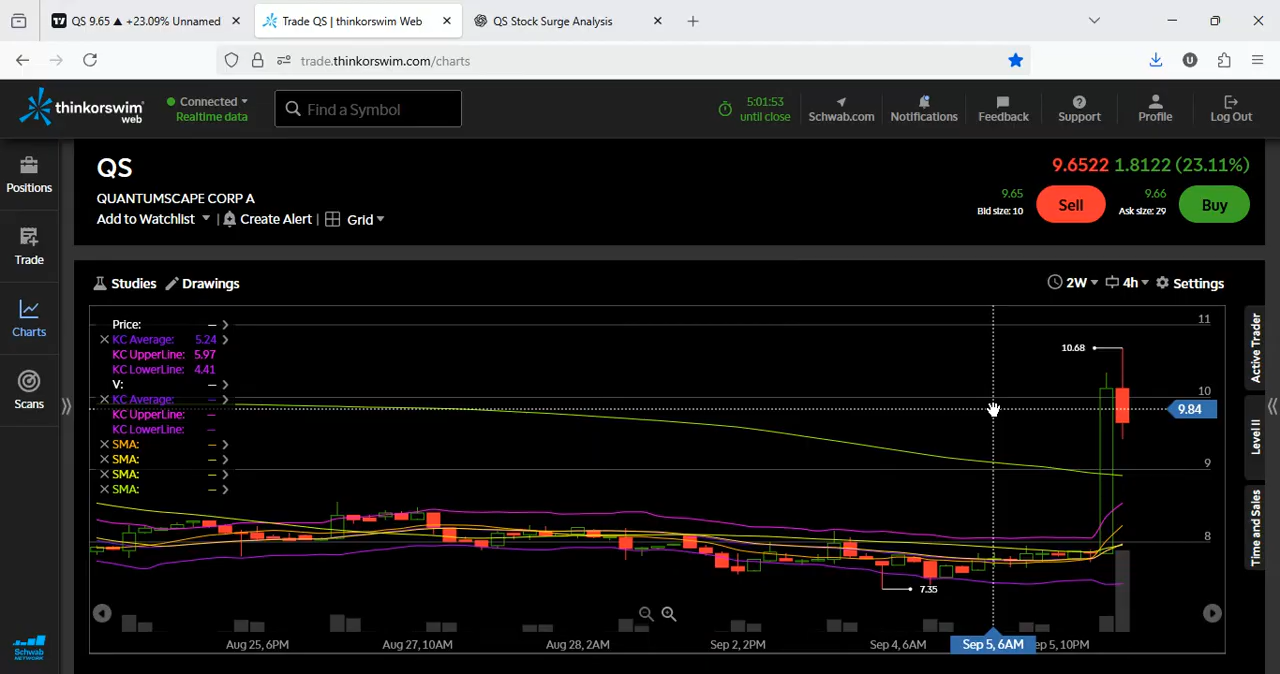 QS 9.65 ▲ +23.09% Unnamed
Trade QS | thinkorswim Web
QS Stock Surge Analysis
trade.thinkorswim.com/charts
U
thinkorswim
web
Connected
Realtime data
Find a Symbol
5:01:53
until close
Schwab.com
Notifications
Feedback
Support
Profile
Log Out
Positions
Trade
Charts
Scans
Schwab
NETWORK
QS
QUANTUMSCAPE CORP A
Add to Watchlist | Create Alert | Grid
9.6522 1.8122 (23.11%)
9.65
Bid size: 10
Sell
9.66
Ask size: 29
Buy
Studies
Drawings
2W
4h
Settings
Price: –
KC Average: 5.24
KC UpperLine: 5.97
KC LowerLine: 4.41
V: –
KC Average: –
KC UpperLine: –
KC LowerLine: –
SMA: –
SMA: –
SMA: –
SMA: –
10.68
7.35
11
10
9.84
9
8
Aug 25, 6PM
Aug 27, 10AM
Aug 28, 2AM
Sep 2, 2PM
Sep 4, 6AM
Sep 5, 6AM
ep 5, 10PM
Active Trader
Level II
Time and Sales